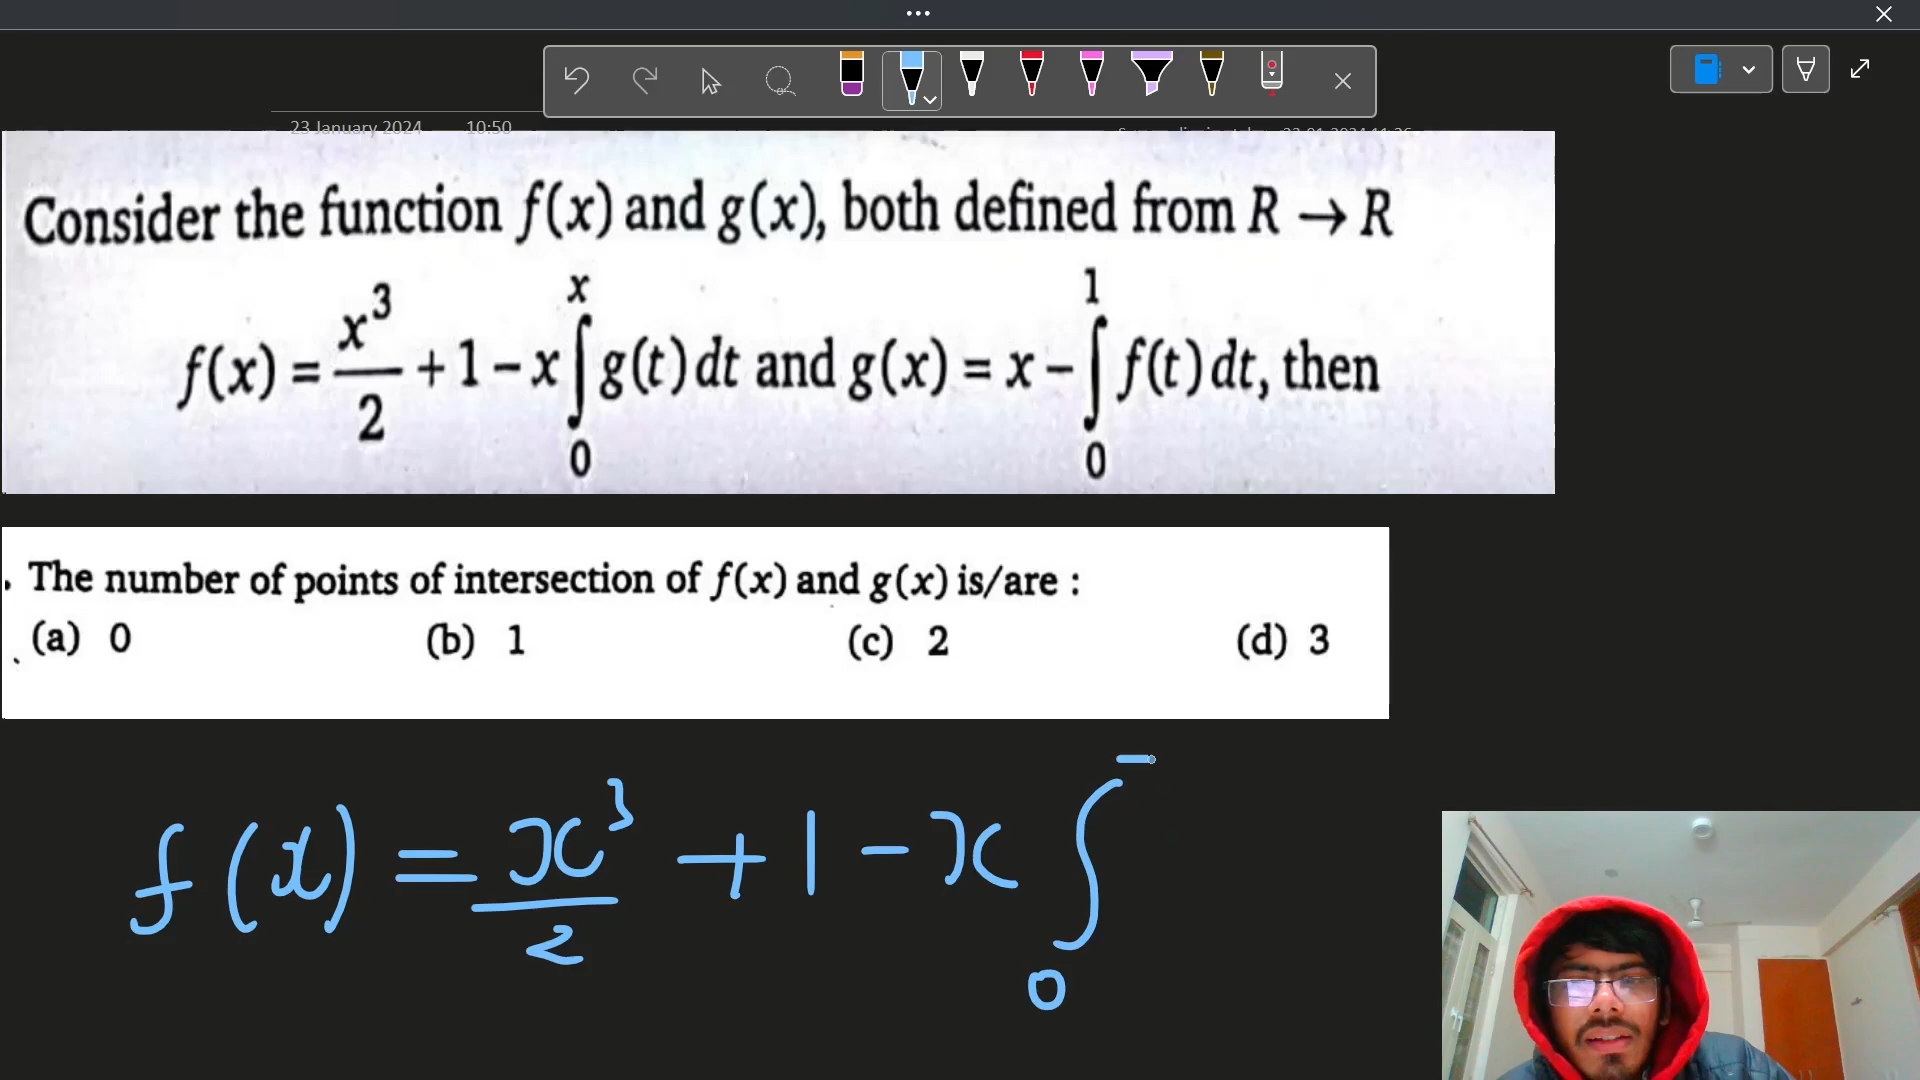 23 January 2024 10:50
Consider the function f(x) and g(x), both defined from R → R
f(x) = x³/2 + 1 − x ∫₀ˣ g(t) dt and g(x) = x − ∫₀¹ f(t) dt, then
. The number of points of intersection of f(x) and g(x) is/are :
(a) 0 (b) 1 (c) 2 (d) 3
f(x) = x³/2 + 1 − x ∫₀